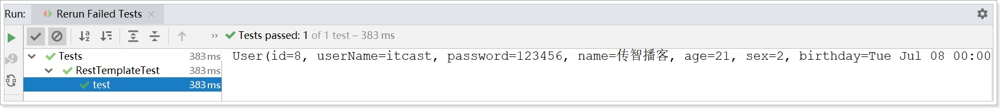 Run: Rerun Failed Tests ×
» Tests passed: 1 of 1 test – 383 ms
Tests 383 ms
RestTemplateTest 383 ms
test 383 ms
User(id=8, userName=itcast, password=123456, name=传智播客, age=21, sex=2, birthday=Tue Jul 08 00:00